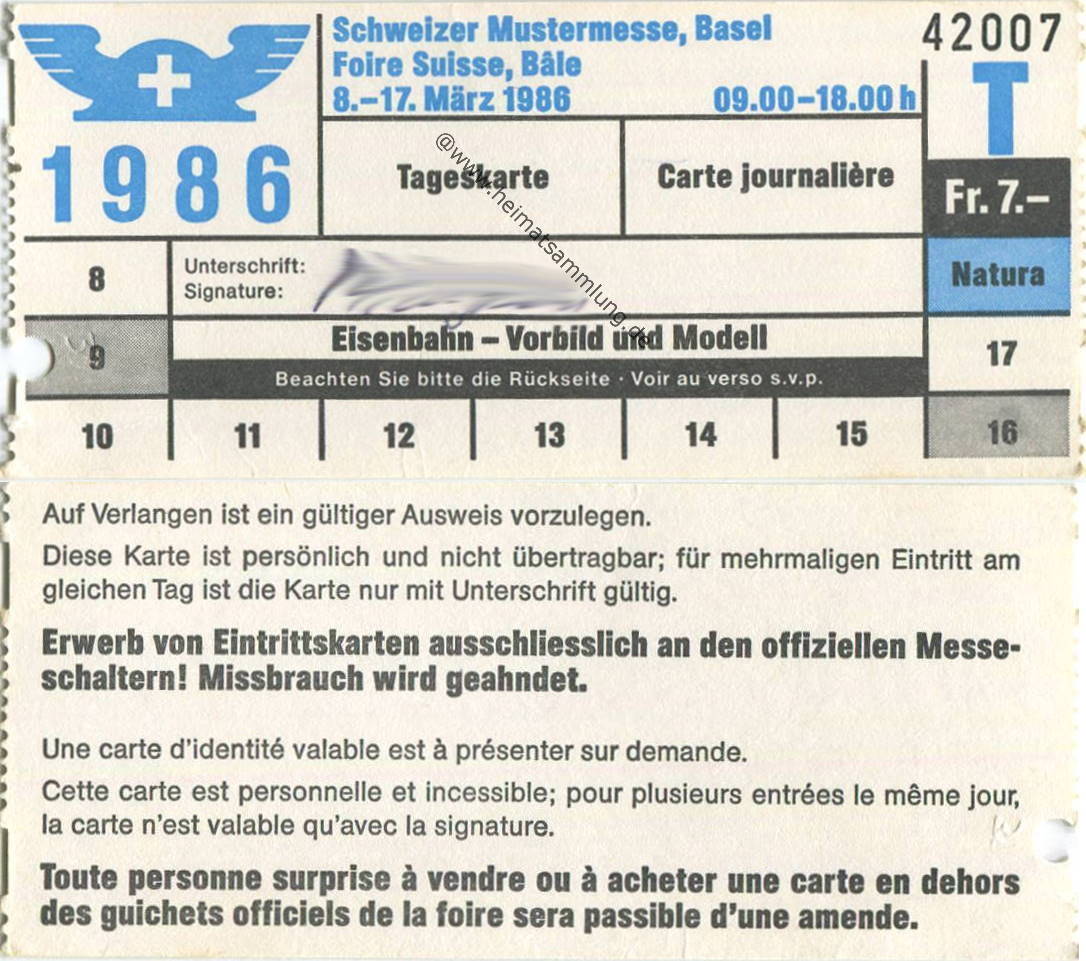 Schweizer Mustermesse, Basel
Foire Suisse, Bâle
8.–17. März 1986 09.00–18.00 h
42007
T
1986
Tageskarte
Carte journalière
Fr. 7.–
8
Unterschrift:
Signature:
Natura
9
Eisenbahn – Vorbild und Modell
Beachten Sie bitte die Rückseite · Voir au verso s.v.p.
17
10 11 12 13 14 15 16
@www.heimatsammlung.de
Auf Verlangen ist ein gültiger Ausweis vorzulegen.
Diese Karte ist persönlich und nicht übertragbar; für mehrmaligen Eintritt am
gleichen Tag ist die Karte nur mit Unterschrift gültig.
Erwerb von Eintrittskarten ausschliesslich an den offiziellen Messe-
schaltern! Missbrauch wird geahndet.
Une carte d'identité valable est à présenter sur demande.
Cette carte est personnelle et incessible; pour plusieurs entrées le même jour,
la carte n'est valable qu'avec la signature.
Toute personne surprise à vendre ou à acheter une carte en dehors
des guichets officiels de la foire sera passible d'une amende.